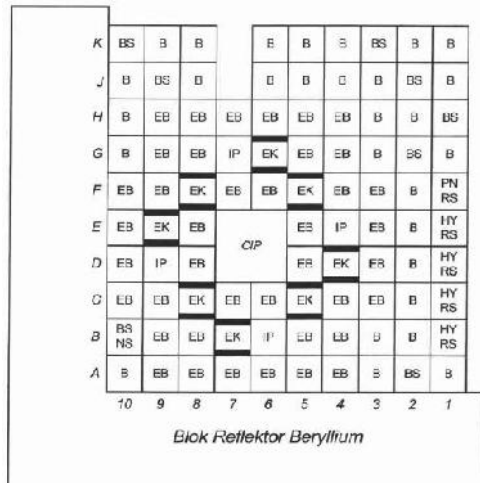 K BS B B B B B BS B B
J B BS B B B B B BS B
H B EB EB EB EB EB EB B B BS
G B EB EB IP EK EB EB B BS B
F EB EB EK EB EB EK EB EB B PN RS
E EB EK EB EB IP EB B HY RS
CIP
D EB IP EB EB EK EB B HY RS
C EB EB EK EB EB EK EB EB B HY RS
B BS NS EB EB EK IP EB EB B B HY RS
A B EB EB EB EB EB EB B BS B
10 9 8 7 6 5 4 3 2 1
Blok Reflektor Beryllium